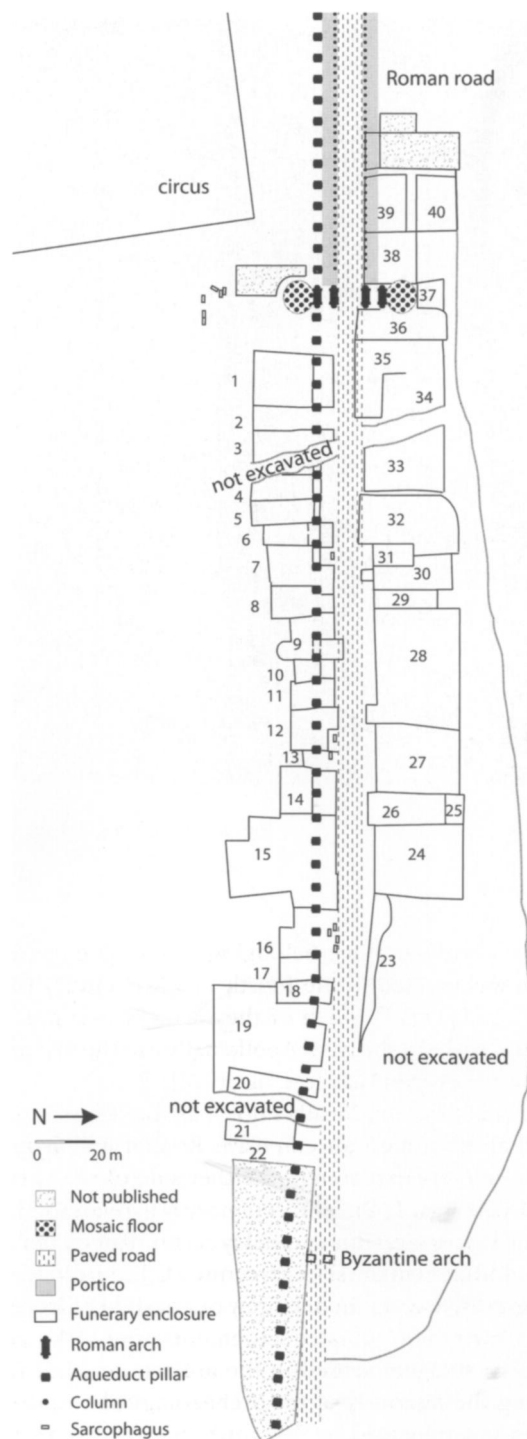 Roman road
circus
39
40
38
37
36
35
1
34
2
3
not excavated
33
4
5
32
6
31
7
30
29
8
9
28
10
11
12
13
27
14
26
25
15
24
16
23
17
18
19
not excavated
20
not excavated
21
22
N
0
20 m
Not published
Mosaic floor
Paved road
Byzantine arch
Portico
Funerary enclosure
Roman arch
Aqueduct pillar
Column
Sarcophagus